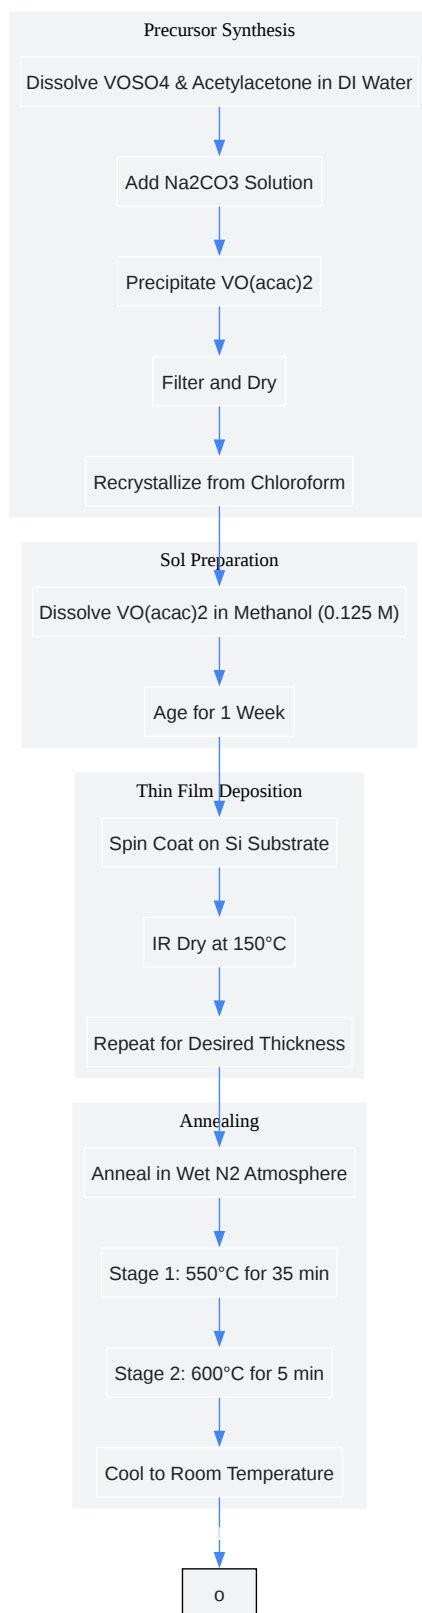 Precursor Synthesis
Dissolve VOSO4 & Acetylacetone in DI Water
Add Na2CO3 Solution
Precipitate VO(acac)2
Filter and Dry
Recrystallize from Chloroform
Sol Preparation
Dissolve VO(acac)2 in Methanol (0.125 M)
Age for 1 Week
Thin Film Deposition
Spin Coat on Si Substrate
IR Dry at 150°C
Repeat for Desired Thickness
Annealing
Anneal in Wet N2 Atmosphere
Stage 1: 550°C for 35 min
Stage 2: 600°C for 5 min
Cool to Room Temperature
o